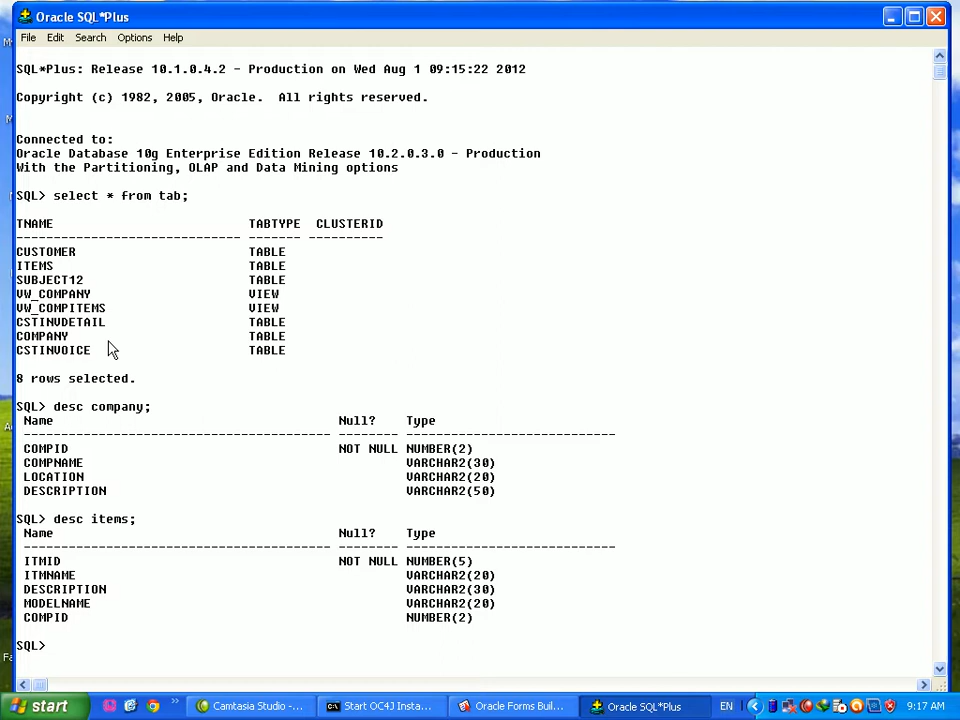 Oracle SQL*Plus
File Edit Search Options Help
SQL*Plus: Release 10.1.0.4.2 - Production on Wed Aug 1 09:15:22 2012
Copyright (c) 1982, 2005, Oracle.  All rights reserved.
Connected to:
Oracle Database 10g Enterprise Edition Release 10.2.0.3.0 - Production
With the Partitioning, OLAP and Data Mining options
SQL> select * from tab;
TNAME TABTYPE CLUSTERID
------------------------------ ------- ----------
CUSTOMER TABLE
ITEMS TABLE
SUBJECT12 TABLE
VW_COMPANY VIEW
VW_COMPITEMS VIEW
CSTINVDETAIL TABLE
COMPANY TABLE
CSTINVOICE TABLE
8 rows selected.
SQL> desc company;
Name Null? Type
----------------------------------------- -------- ----------------------------
COMPID NOT NULL NUMBER(2)
COMPNAME VARCHAR2(30)
LOCATION VARCHAR2(20)
DESCRIPTION VARCHAR2(50)
SQL> desc items;
Name Null? Type
----------------------------------------- -------- ----------------------------
ITMID NOT NULL NUMBER(5)
ITMNAME VARCHAR2(20)
DESCRIPTION VARCHAR2(30)
MODELNAME VARCHAR2(20)
COMPID NUMBER(2)
SQL>
start » Camtasia Studio -... Start OC4J Insta... Oracle Forms Buil... Oracle SQL*Plus EN 9:17 AM